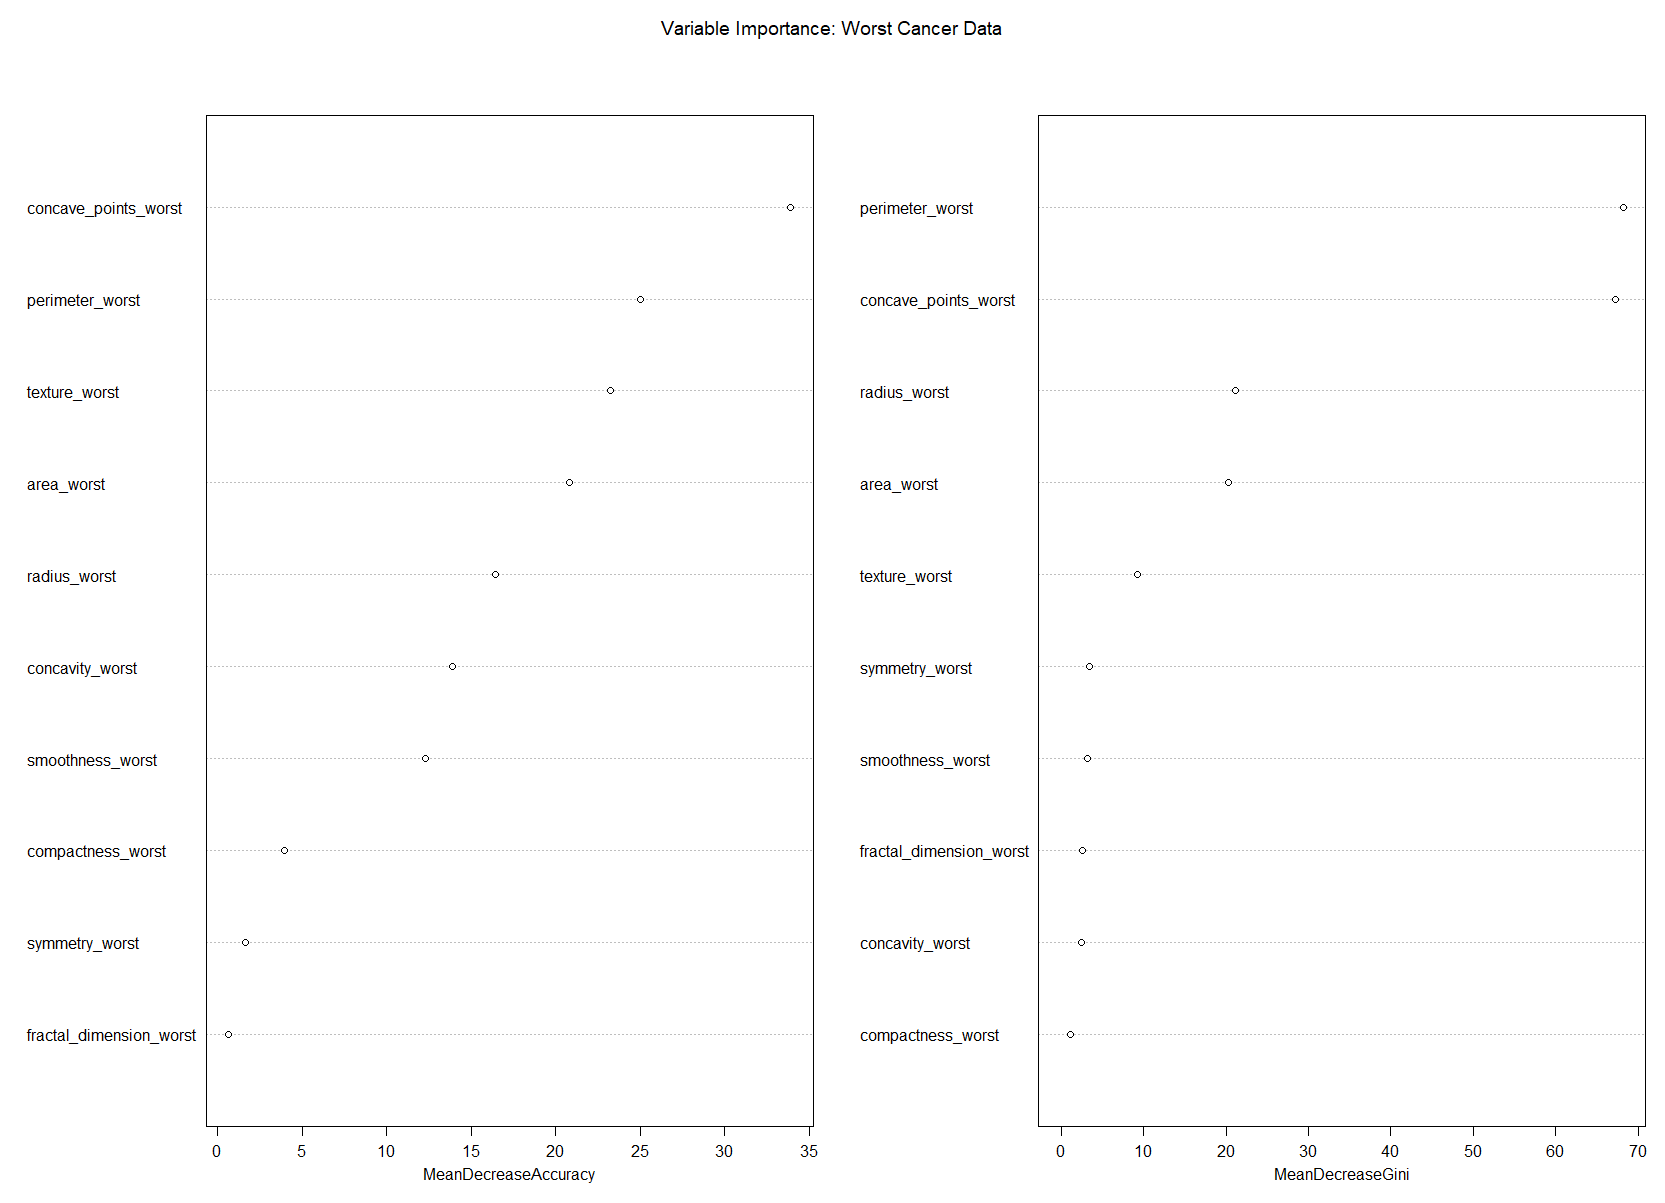 Variable Importance: Worst Cancer Data
concave_points_worst
perimeter_worst
texture_worst
area_worst
radius_worst
concavity_worst
smoothness_worst
compactness_worst
symmetry_worst
fractal_dimension_worst
0 5 10 15 20 25 30 35
MeanDecreaseAccuracy
perimeter_worst
concave_points_worst
radius_worst
area_worst
texture_worst
symmetry_worst
smoothness_worst
fractal_dimension_worst
concavity_worst
compactness_worst
0 10 20 30 40 50 60 70
MeanDecreaseGini